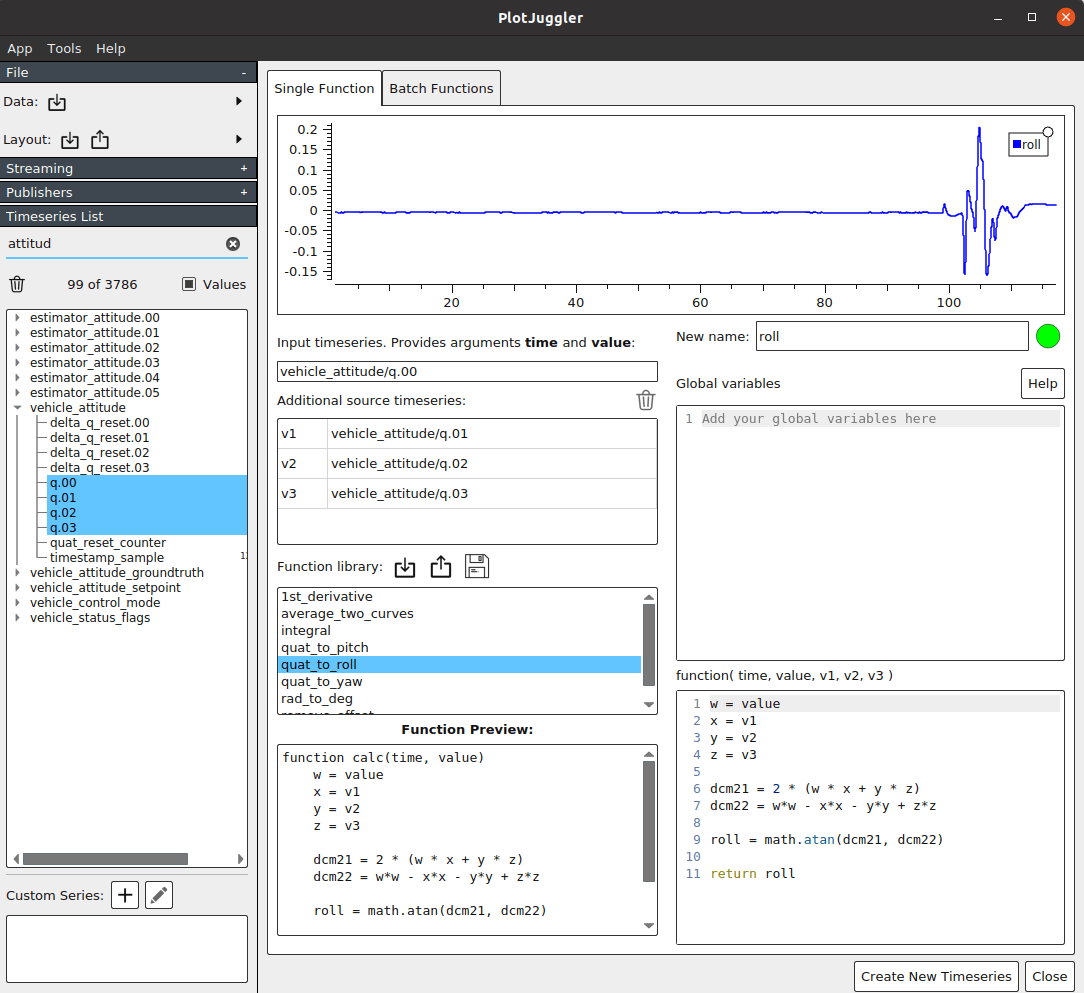 PlotJuggler
App Tools Help
File -
Data:
Layout:
Streaming +
Publishers +
Timeseries List
attitud
99 of 3786 Values
estimator_attitude.00
estimator_attitude.01
estimator_attitude.02
estimator_attitude.03
estimator_attitude.04
estimator_attitude.05
vehicle_attitude
delta_q_reset.00
delta_q_reset.01
delta_q_reset.02
delta_q_reset.03
q.00
q.01
q.02
q.03
quat_reset_counter
timestamp_sample
vehicle_attitude_groundtruth
vehicle_attitude_setpoint
vehicle_control_mode
vehicle_status_flags
Custom Series:
Single Function Batch Functions
0.2
0.15
0.1
0.05
0
-0.05
-0.1
-0.15
20 40 60 80 100
roll
Input timeseries. Provides arguments time and value:
vehicle_attitude/q.00
Additional source timeseries:
v1 vehicle_attitude/q.01
v2 vehicle_attitude/q.02
v3 vehicle_attitude/q.03
Function library:
1st_derivative
average_two_curves
integral
quat_to_pitch
quat_to_roll
quat_to_yaw
rad_to_deg
Function Preview:
function calc(time, value)
w = value
x = v1
y = v2
z = v3
dcm21 = 2 * (w * x + y * z)
dcm22 = w*w - x*x - y*y + z*z
roll = math.atan(dcm21, dcm22)
New name: roll
Global variables Help
1 Add your global variables here
function( time, value, v1, v2, v3 )
1 w = value
2 x = v1
3 y = v2
4 z = v3
5
6 dcm21 = 2 * (w * x + y * z)
7 dcm22 = w*w - x*x - y*y + z*z
8
9 roll = math.atan(dcm21, dcm22)
10
11 return roll
Create New Timeseries Close